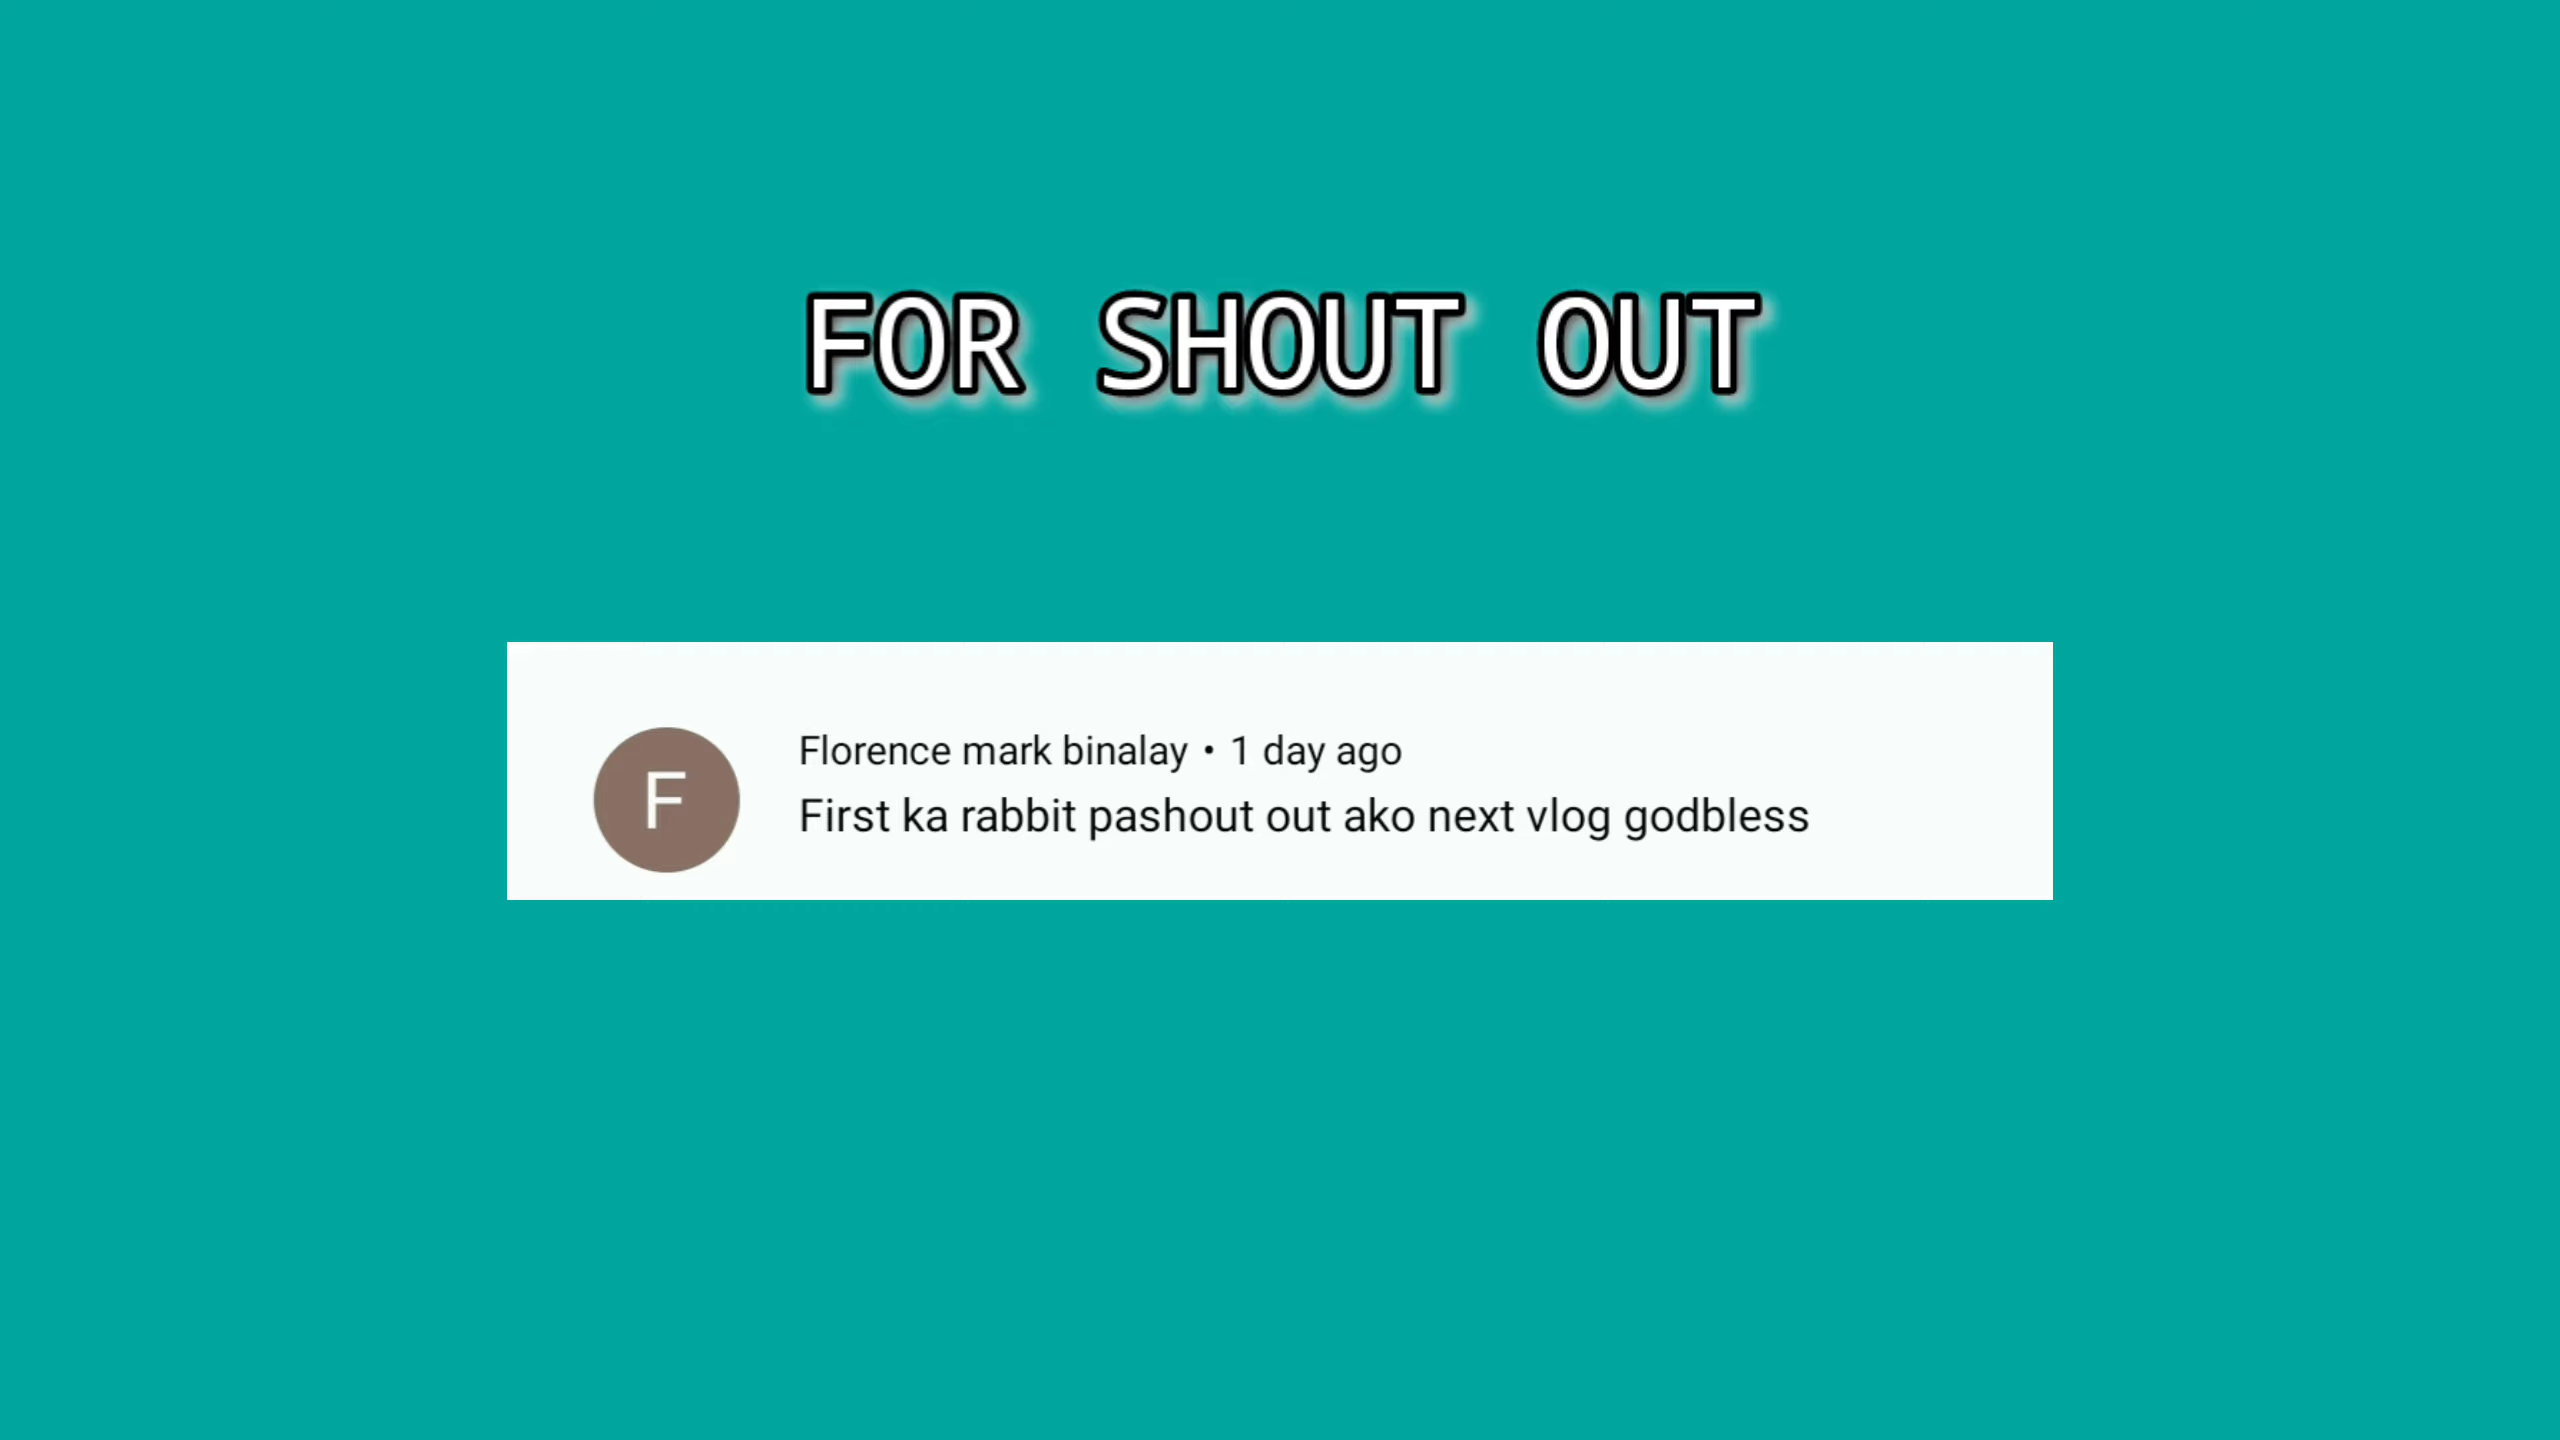 FOR SHOUT OUT
F
Florence mark binalay • 1 day ago
First ka rabbit pashout out ako next vlog godbless